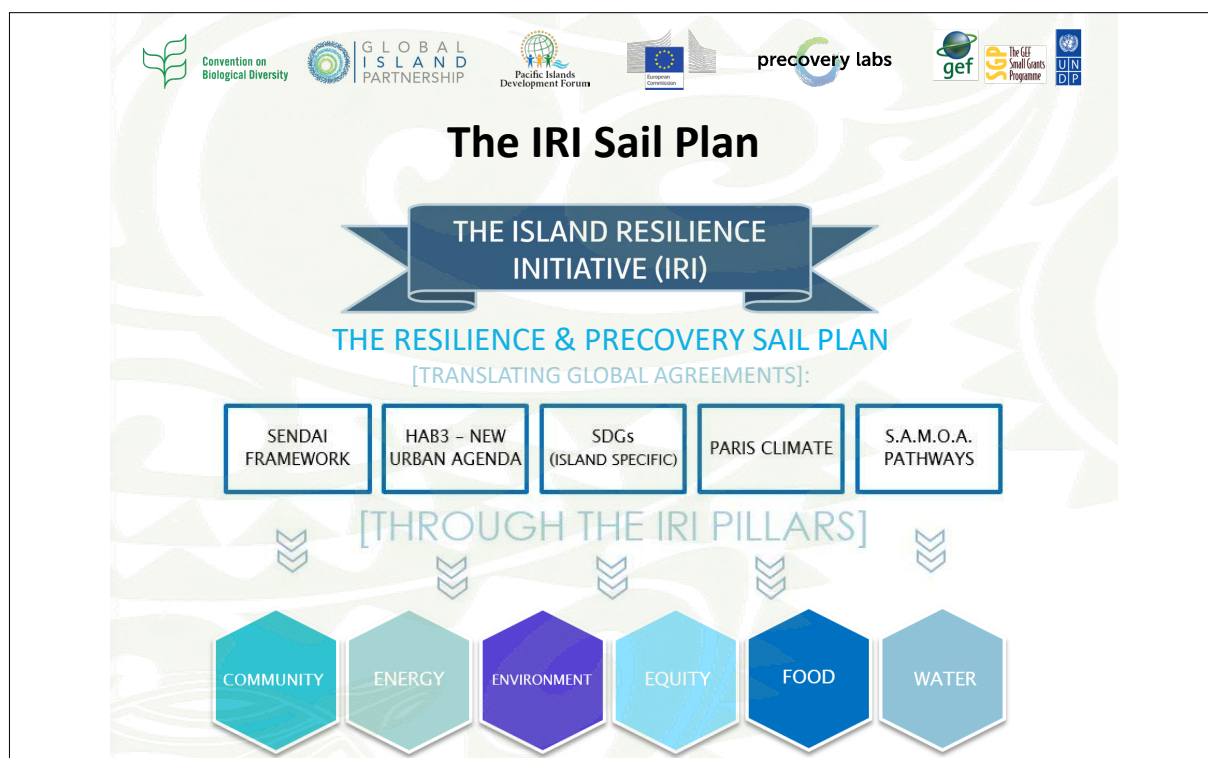 Convention on
Biological Diversity
GLOBAL
ISLAND
PARTNERSHIP
Pacific Islands
Development Forum
European
Commission
precovery labs
gef
SGP
The GEF
Small Grants
Programme
UN
DP
The IRI Sail Plan
THE ISLAND RESILIENCE
INITIATIVE (IRI)
THE RESILIENCE & PRECOVERY SAIL PLAN
[TRANSLATING GLOBAL AGREEMENTS]:
SENDAI
FRAMEWORK
HAB3 – NEW
URBAN AGENDA
SDGs
(ISLAND SPECIFIC)
PARIS CLIMATE
S.A.M.O.A.
PATHWAYS
[THROUGH THE IRI PILLARS]
COMMUNITY
ENERGY
ENVIRONMENT
EQUITY
FOOD
WATER